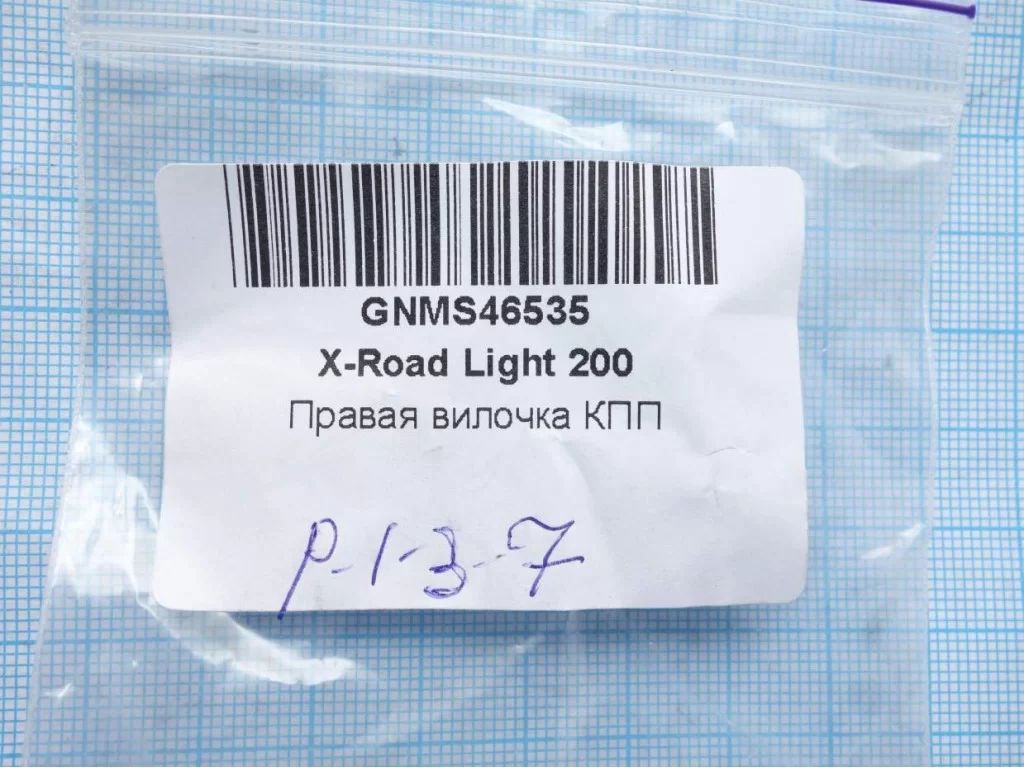 GNMS46535
X-Road Light 200
Правая вилочка КПП
р-1-3-7